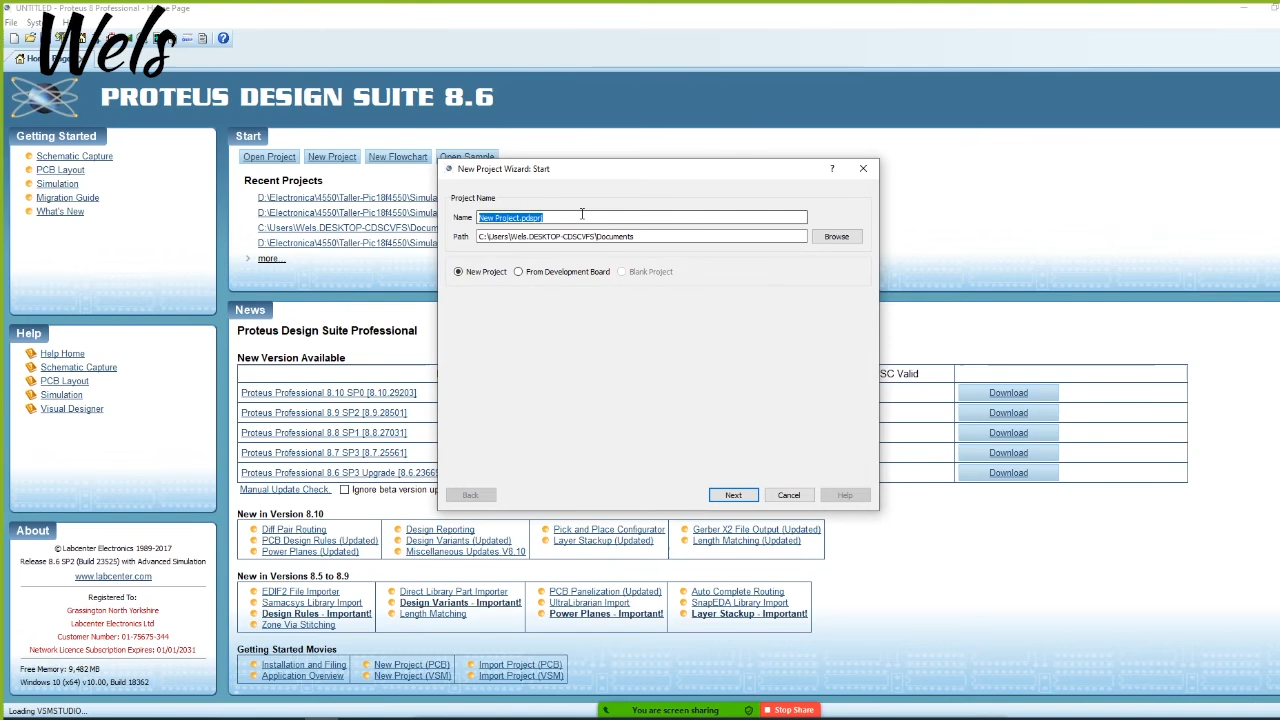 UNTITLED - Proteus 8 Professional - Home Page
File
Wels
PROTEUS DESIGN SUITE 8.6
Getting Started
Schematic Capture
PCB Layout
Simulation
Migration Guide
What's New
Start
Open Project
New Project
New Flowchart
Open Sample
Recent Projects
D:\Electronica\4550\Taller-Pic18f4550\Simula
D:\Electronica\4550\Taller-Pic18f4550\Simula
C:\Users\Wels.DESKTOP-CDSCVFS\Docum
D:\Electronica\4550\Taller-Pic18f4550\Simula
more...
New Project Wizard: Start
Project Name
Name New Project.pdsprj
Path C:\Users\Wels.DESKTOP-CDSCVFS\Documents Browse
New Project From Development Board Blank Project
Back Next Cancel Help
News
Proteus Design Suite Professional
New Version Available
SC Valid
Proteus Professional 8.10 SP0 [8.10.29203] Download
Proteus Professional 8.9 SP2 [8.9.28501] Download
Proteus Professional 8.8 SP1 [8.8.27031] Download
Proteus Professional 8.7 SP3 [8.7.25561] Download
Proteus Professional 8.6 SP3 Upgrade [8.6.2366 Download
Manual Update Check. Ignore beta version up
New in Version 8.10
Diff Pair Routing Design Reporting Pick and Place Configurator Gerber X2 File Output (Updated)
PCB Design Rules (Updated) Design Variants (Updated) Layer Stackup (Updated) Length Matching (Updated)
Power Planes (Updated) Miscellaneous Updates V8.10
New in Versions 8.5 to 8.9
EDIF2 File Importer Direct Library Part Importer PCB Panelization (Updated) Auto Complete Routing
Samacsys Library Import Design Variants - Important! UltraLibrarian Import SnapEDA Library Import
Design Rules - Important! Length Matching Power Planes - Important! Layer Stackup - Important!
Zone Via Stitching
Getting Started Movies
Installation and Filing New Project (PCB) Import Project (PCB)
Application Overview New Project (VSM) Import Project (VSM)
Help
Help Home
Schematic Capture
PCB Layout
Simulation
Visual Designer
About
© Labcenter Electronics 1989-2017
Release 8.6 SP2 (Build 23525) with Advanced Simulation
www.labcenter.com
Registered To:
Grassington North Yorkshire
Labcenter Electronics Ltd
Customer Number: 01-75675-344
Network Licence Subscription Expires: 01/01/2031
Free Memory: 9,482 MB
Windows 10 (x64) v10.00, Build 18362
Loading VSMSTUDIO...
You are screen sharing
Stop Share